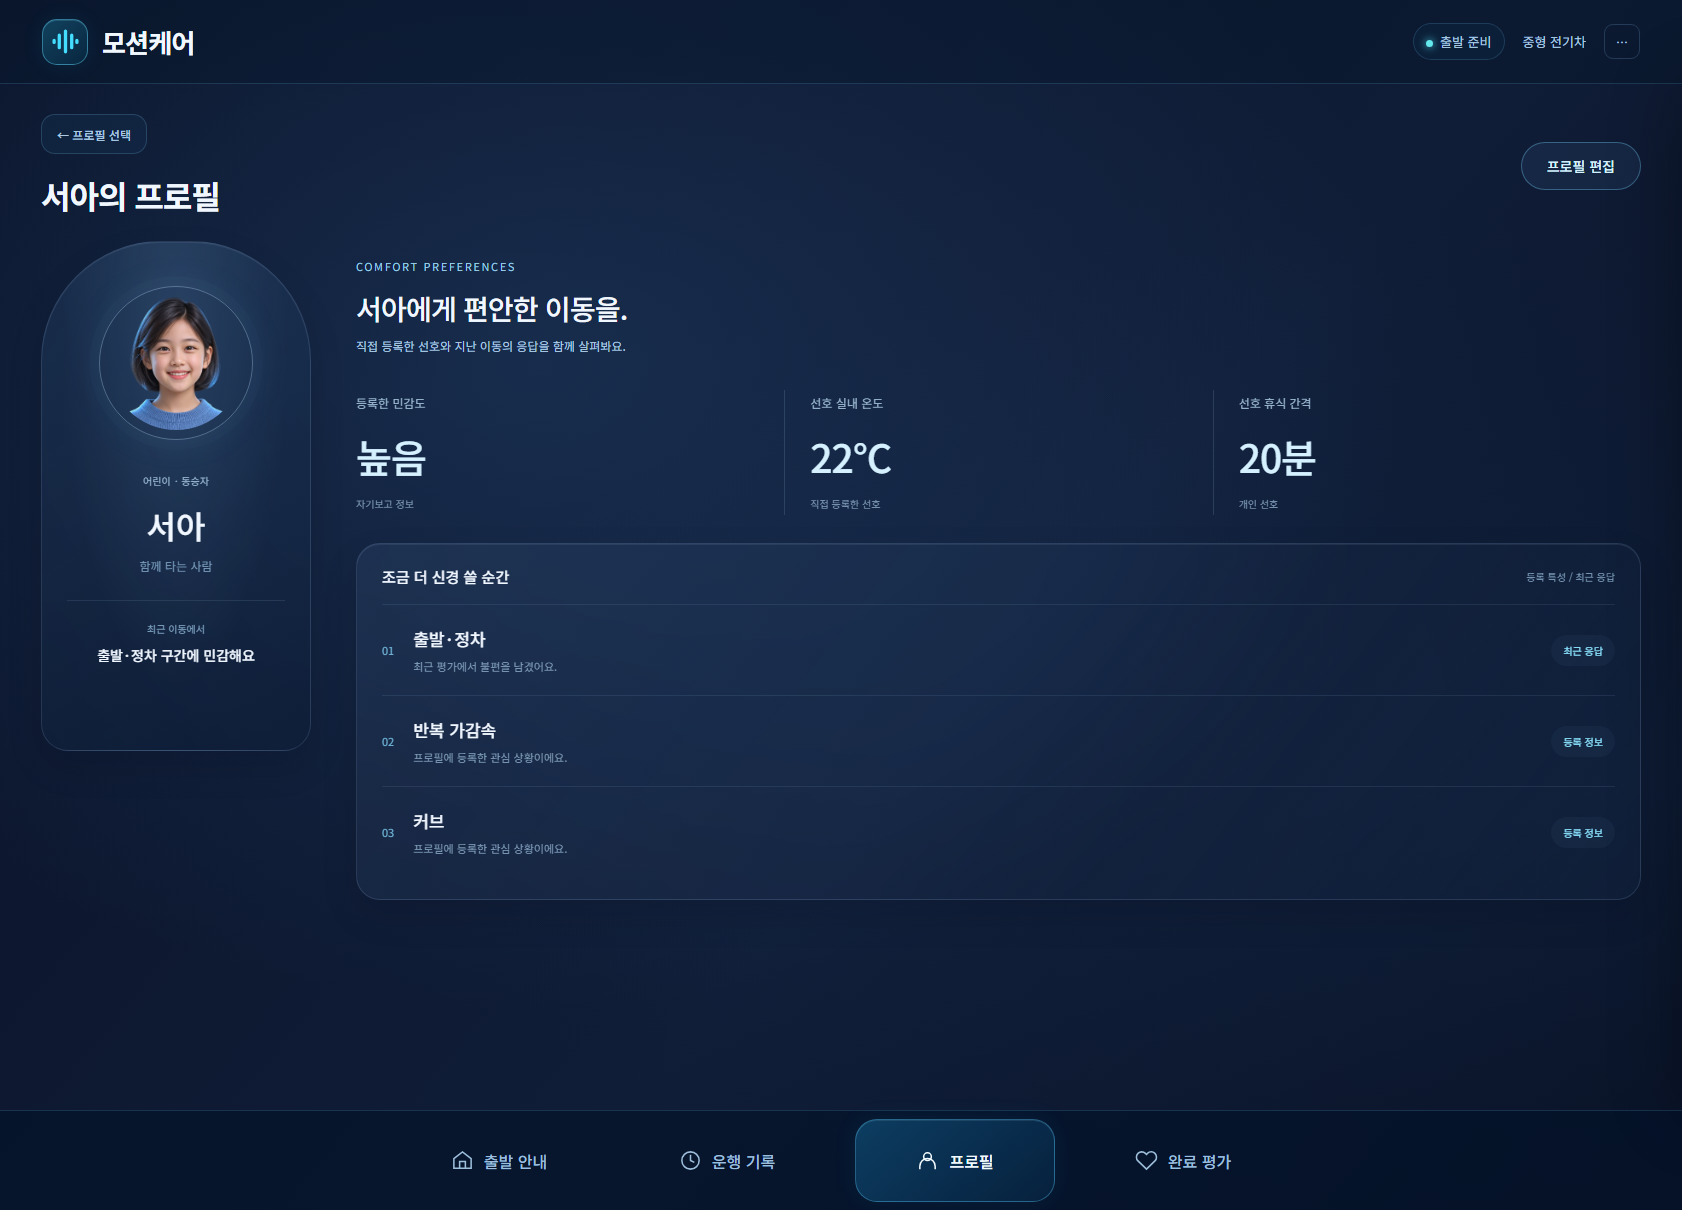 모션케어
출발 준비
중형 전기차
...
← 프로필 선택
서아의 프로필
프로필 편집
어린이 · 동승자
서아
함께 타는 사람
최근 이동에서
출발·정차 구간에 민감해요
COMFORT PREFERENCES
서아에게 편안한 이동을.
직접 등록한 선호와 지난 이동의 응답을 함께 살펴봐요.
등록한 민감도
높음
자기보고 정보
선호 실내 온도
22°C
직접 등록한 선호
선호 휴식 간격
20분
개인 선호
조금 더 신경 쓸 순간
등록 특성 / 최근 응답
01
출발·정차
최근 평가에서 불편을 남겼어요.
최근 응답
02
반복 가감속
프로필에 등록한 관심 상황이에요.
등록 정보
03
커브
프로필에 등록한 관심 상황이에요.
등록 정보
출발 안내
운행 기록
프로필
완료 평가